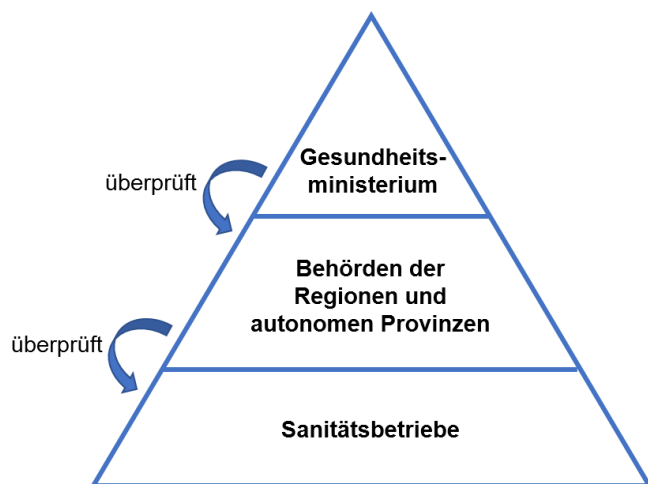 Gesundheits-
ministerium
überprüft
Behörden der
Regionen und
autonomen Provinzen
überprüft
Sanitätsbetriebe